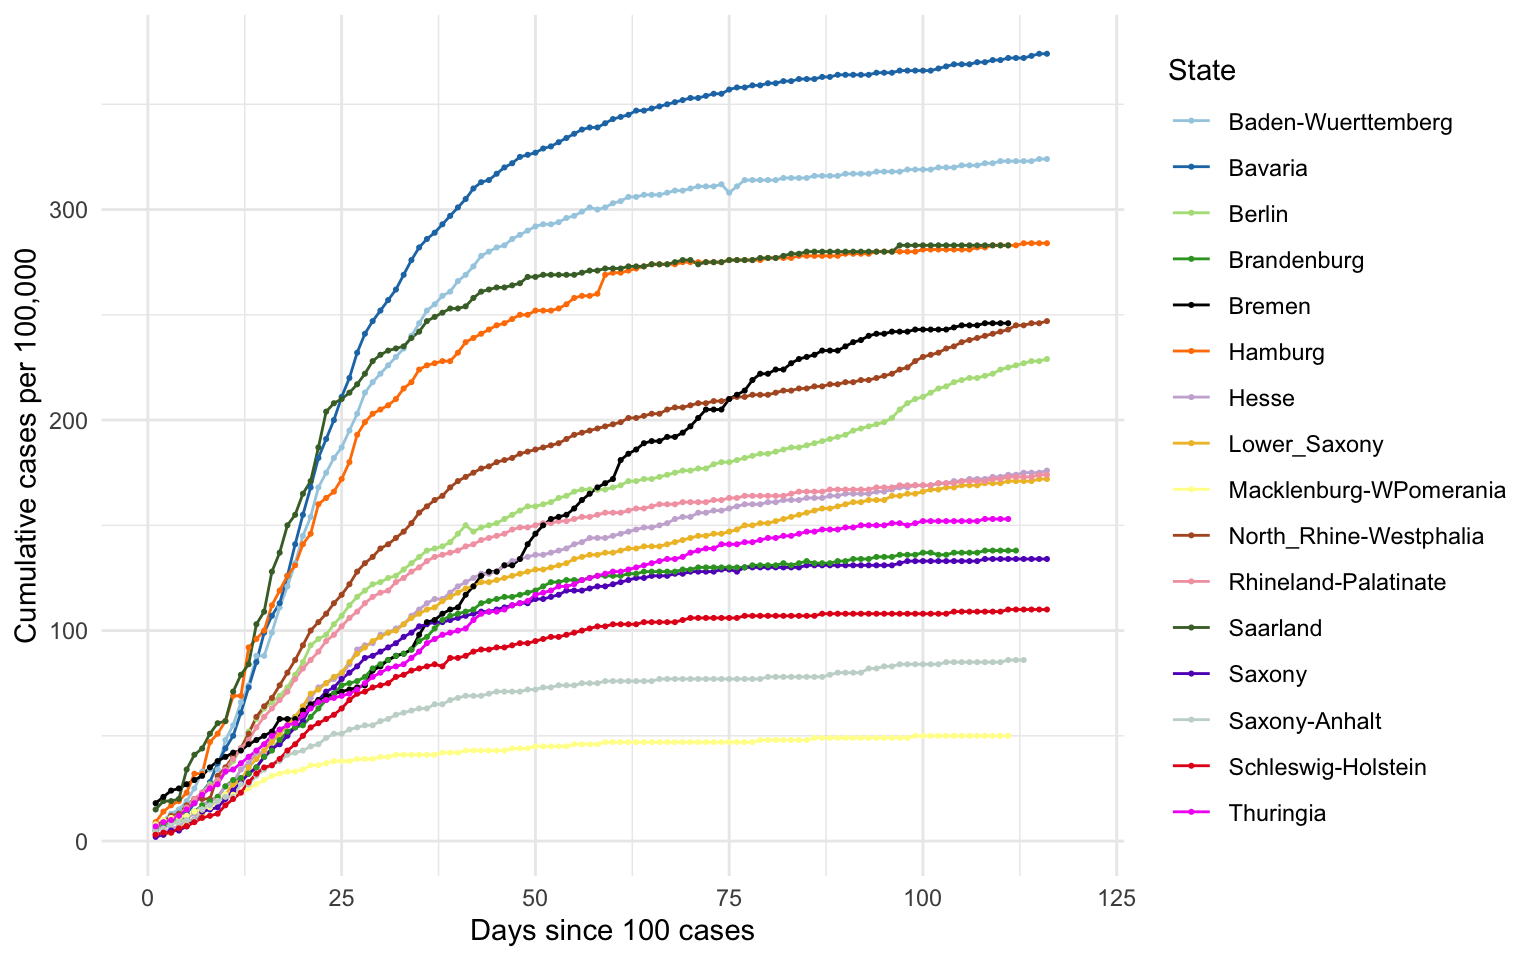 Cumulative cases per 100,000
300
200
100
0
0 25 50 75 100 125
Days since 100 cases
State
Baden-Wuerttemberg
Bavaria
Berlin
Brandenburg
Bremen
Hamburg
Hesse
Lower_Saxony
Macklenburg-WPomerania
North_Rhine-Westphalia
Rhineland-Palatinate
Saarland
Saxony
Saxony-Anhalt
Schleswig-Holstein
Thuringia